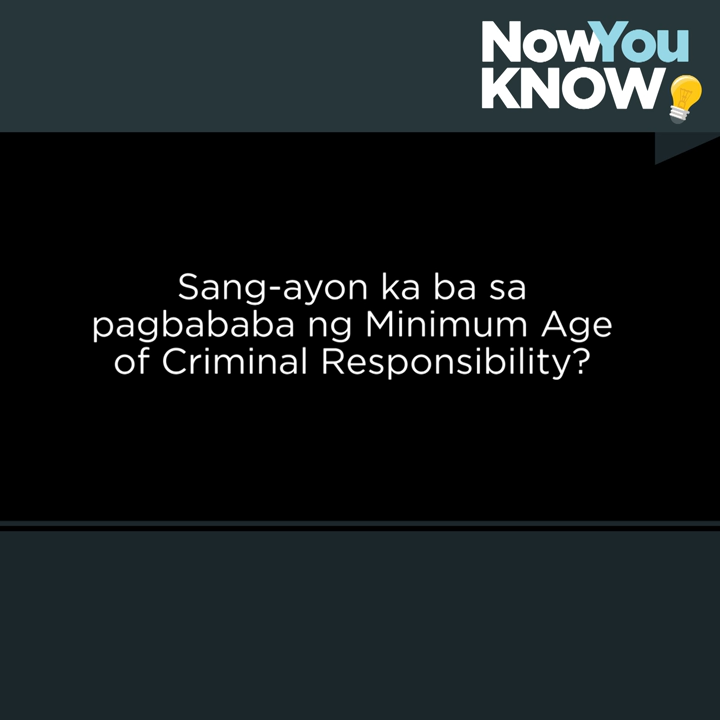 NowYou
KNOW
Sang-ayon ka ba sa
pagbababa ng Minimum Age
of Criminal Responsibility?